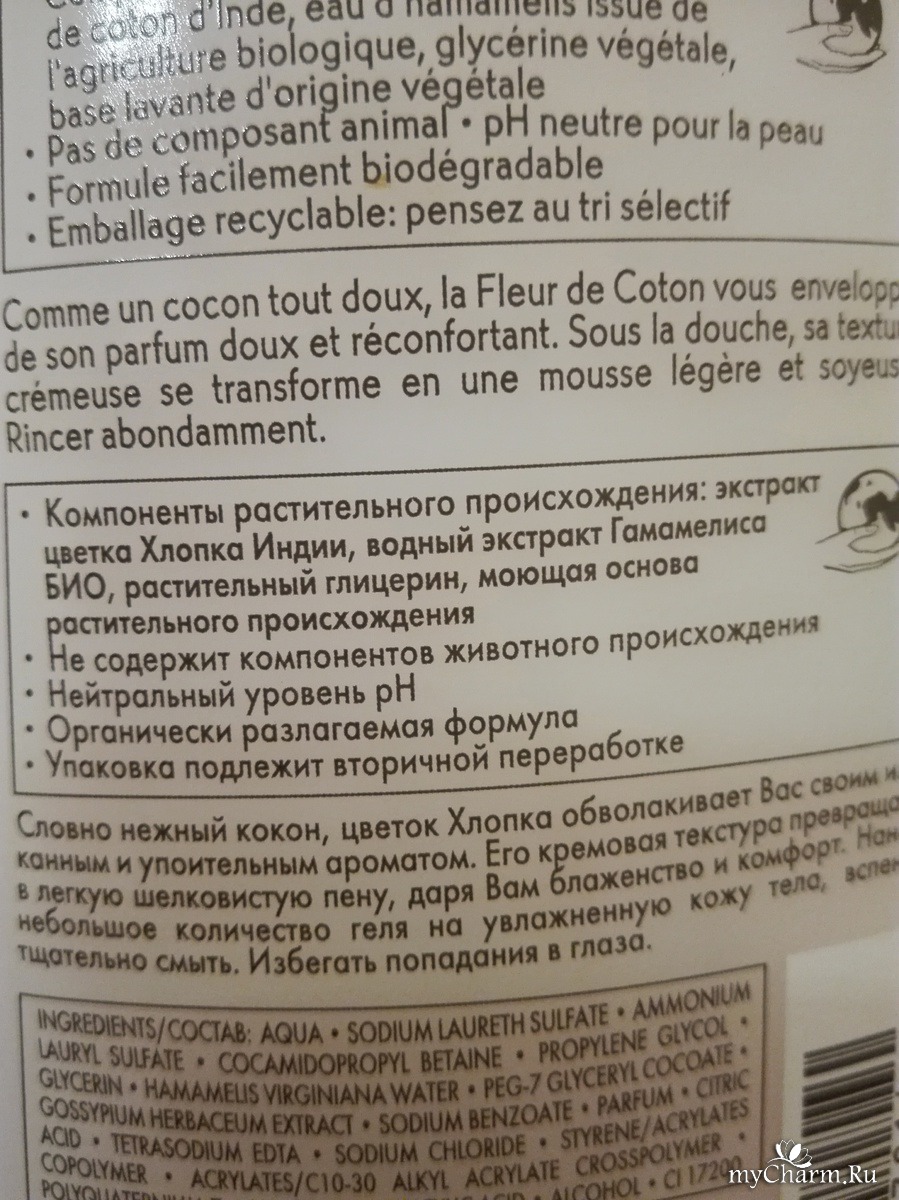 de coton d'Inde, eau d'hamamélis issue de
l'agriculture biologique, glycérine végétale,
base lavante d'origine végétale
• Pas de composant animal • pH neutre pour la peau
• Formule facilement biodégradable
• Emballage recyclable: pensez au tri sélectif
Comme un cocon tout doux, la Fleur de Coton vous envelopp
de son parfum doux et réconfortant. Sous la douche, sa textu
crémeuse se transforme en une mousse légère et soyeus
Rincer abondamment.
• Компоненты растительного происхождения: экстракт
цветка Хлопка Индии, водный экстракт Гамамелиса
БИО, растительный глицерин, моющая основа
растительного происхождения
• Не содержит компонентов животного происхождения
• Нейтральный уровень pH
• Органически разлагаемая формула
• Упаковка подлежит вторичной переработке
Словно нежный кокон, цветок Хлопка обволакивает Вас своим и
канным и упоительным ароматом. Его кремовая текстура превраща
в легкую шелковистую пену, даря Вам блаженство и комфорт. Нан
небольшое количество геля на увлажненную кожу тела, вспен
тщательно смыть. Избегать попадания в глаза.
INGREDIENTS/СОСТАВ: AQUA • SODIUM LAURETH SULFATE • AMMONIUM
LAURYL SULFATE • COCAMIDOPROPYL BETAINE • PROPYLENE GLYCOL •
GLYCERIN • HAMAMELIS VIRGINIANA WATER • PEG-7 GLYCERYL COCOATE •
GOSSYPIUM HERBACEUM EXTRACT • SODIUM BENZOATE • PARFUM • CITRIC
ACID • TETRASODIUM EDTA • SODIUM CHLORIDE • STYRENE/ACRYLATES
COPOLYMER • ACRYLATES/C10-30 ALKYL ACRYLATE CROSSPOLYMER •
ALCOHOL • CI 17200
myCharm.Ru